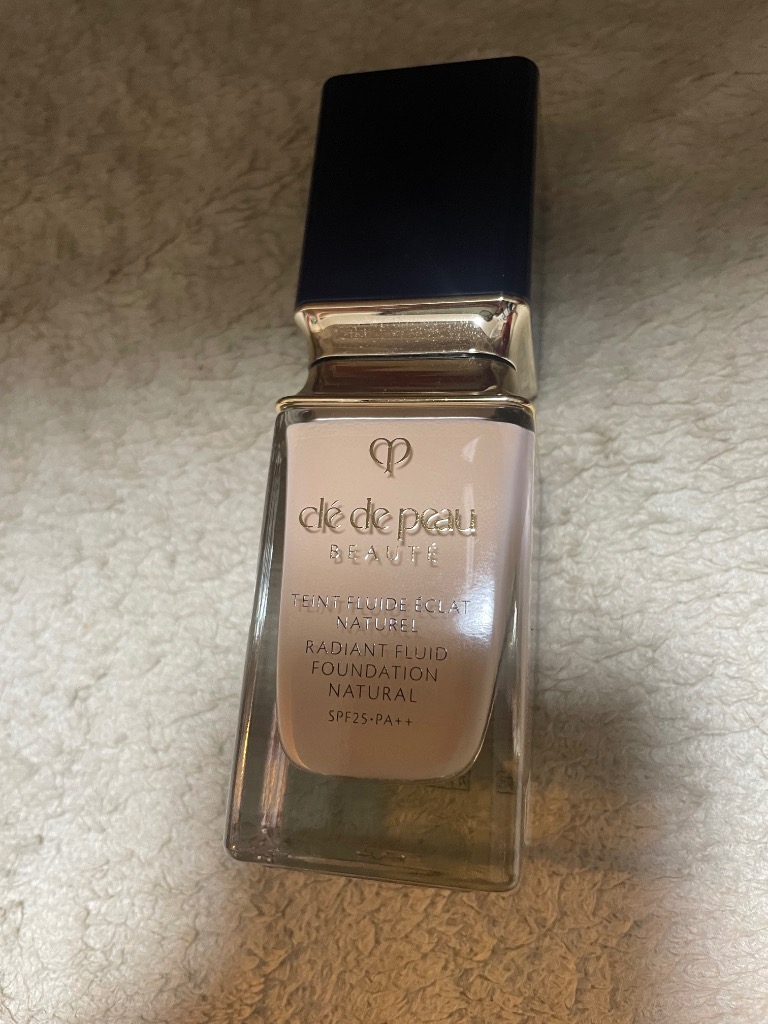 clé de peau
BEAUTÉ
TEINT FLUIDE ÉCLAT
NATUREL
RADIANT FLUID
FOUNDATION
NATURAL
SPF25•PA++